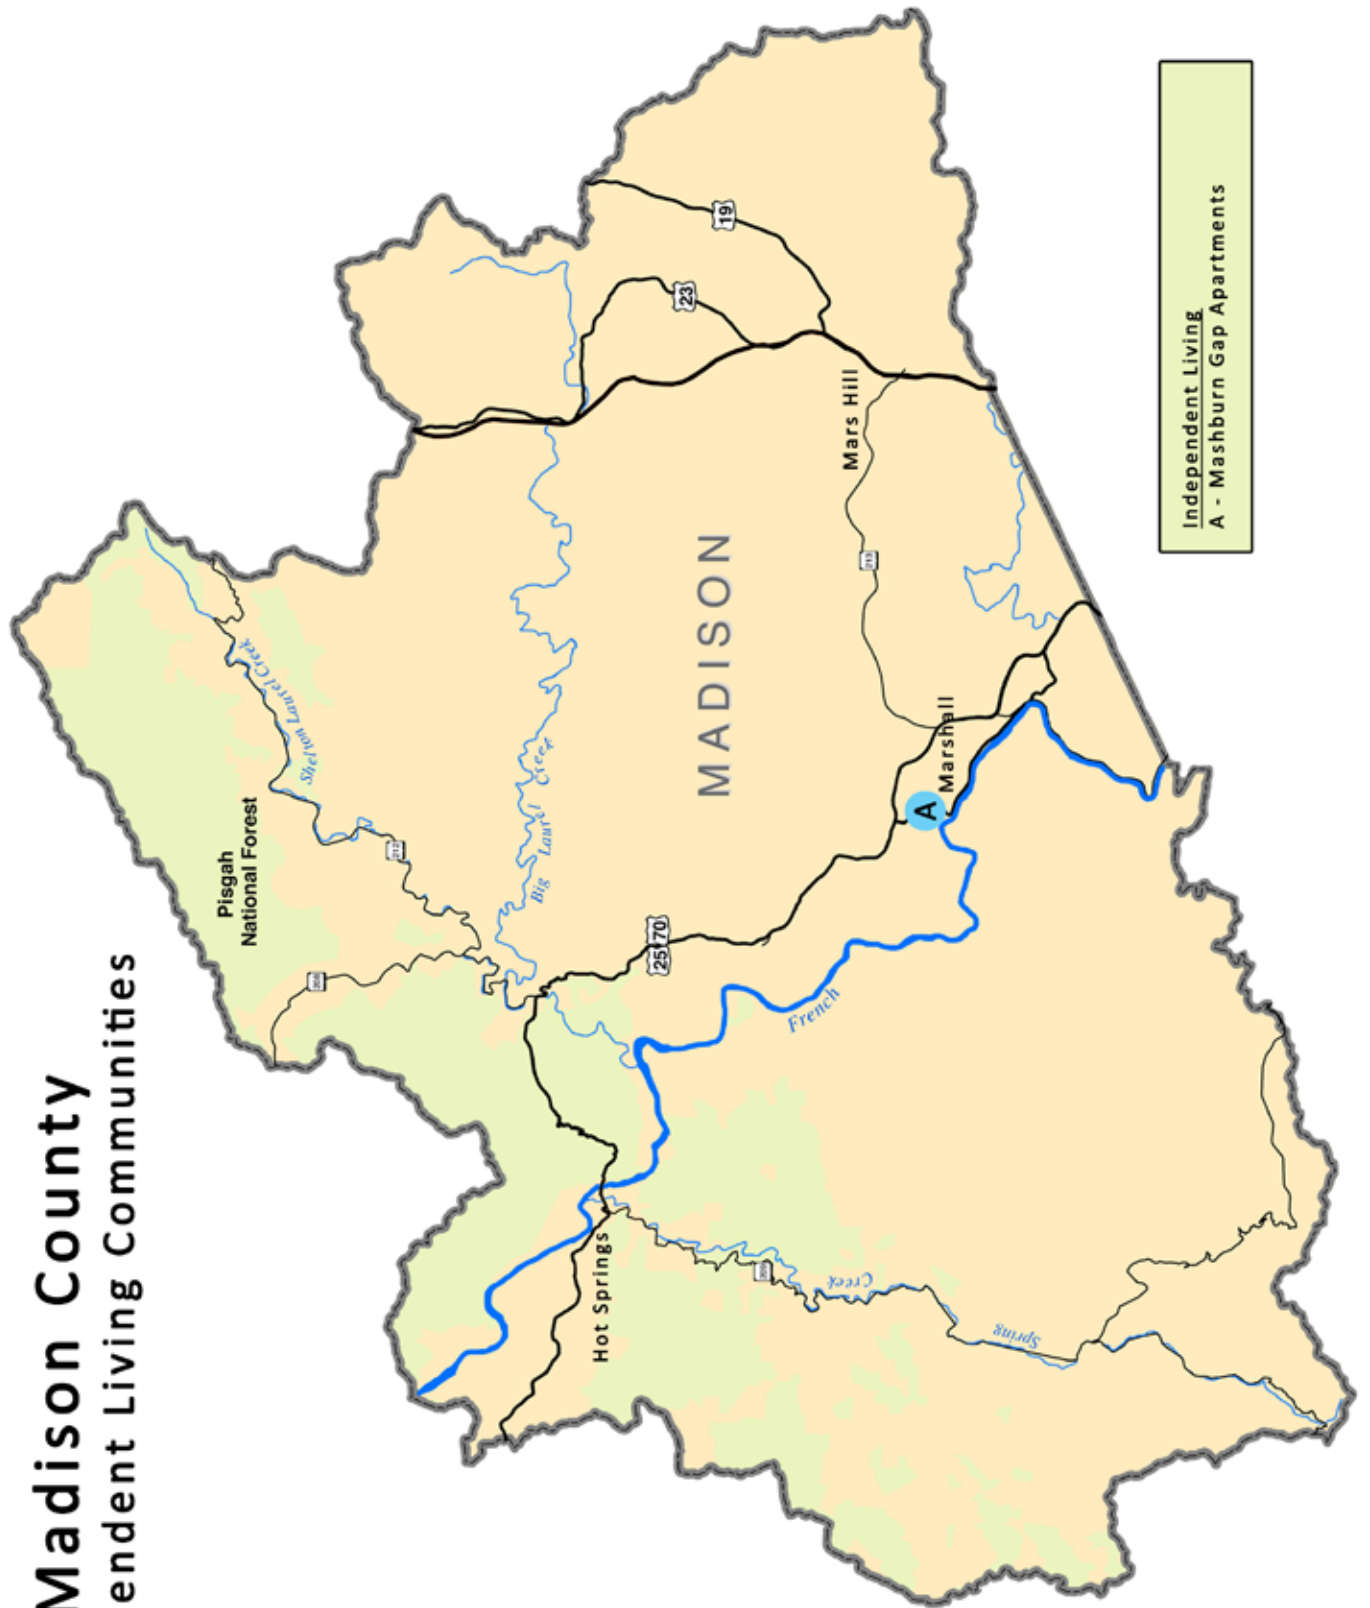 Madison County
endent Living Communities
Pisgah
National Forest
Shelton Laurel Creek
208
212
Big Laurel Creek
25 70
23
19
MADISON
Mars Hill
213
Marshall
A
French
Hot Springs
209
Spring
Creek
Independent Living
A - Mashburn Gap Apartments